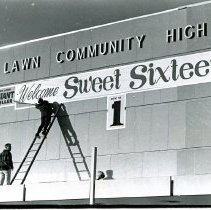 LAWN COMMUNITY HIGH
Welcome Sweet Sixteen
1